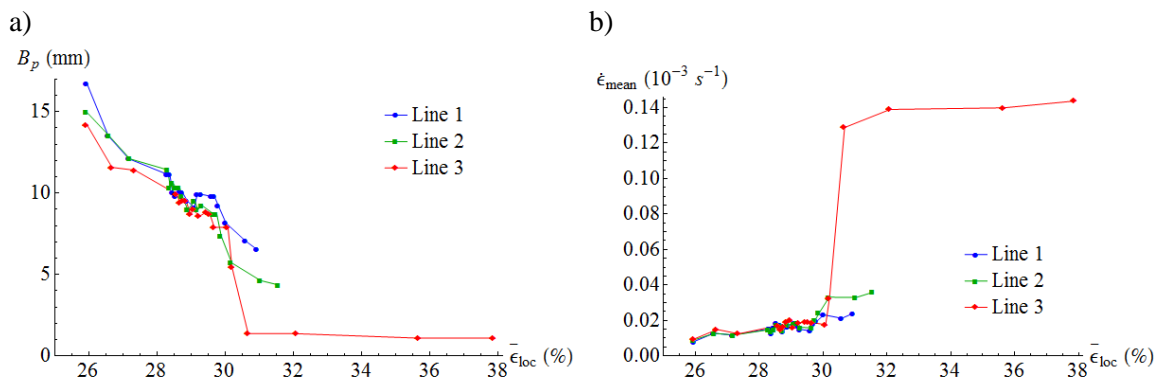 a)
B_p (mm)
15
10
5
0
26 28 30 32 34 36 38
ϵ̄_loc (%)
Line 1
Line 2
Line 3
b)
ϵ̇_mean (10⁻³ s⁻¹)
0.14
0.12
0.10
0.08
0.06
0.04
0.02
0.00
26 28 30 32 34 36 38
ϵ̄_loc (%)
Line 1
Line 2
Line 3